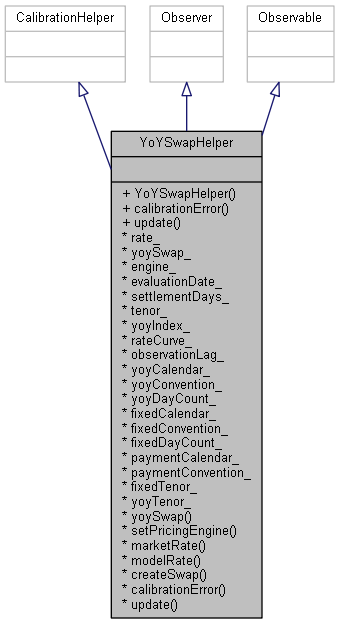 CalibrationHelper
Observer
Observable
YoYSwapHelper
+ YoYSwapHelper()
+ calibrationError()
+ update()
* rate_
* yoySwap_
* engine_
* evaluationDate_
* settlementDays_
* tenor_
* yoyIndex_
* rateCurve_
* observationLag_
* yoyCalendar_
* yoyConvention_
* yoyDayCount_
* fixedCalendar_
* fixedConvention_
* fixedDayCount_
* paymentCalendar_
* paymentConvention_
* fixedTenor_
* yoyTenor_
* yoySwap()
* setPricingEngine()
* marketRate()
* modelRate()
* createSwap()
* calibrationError()
* update()